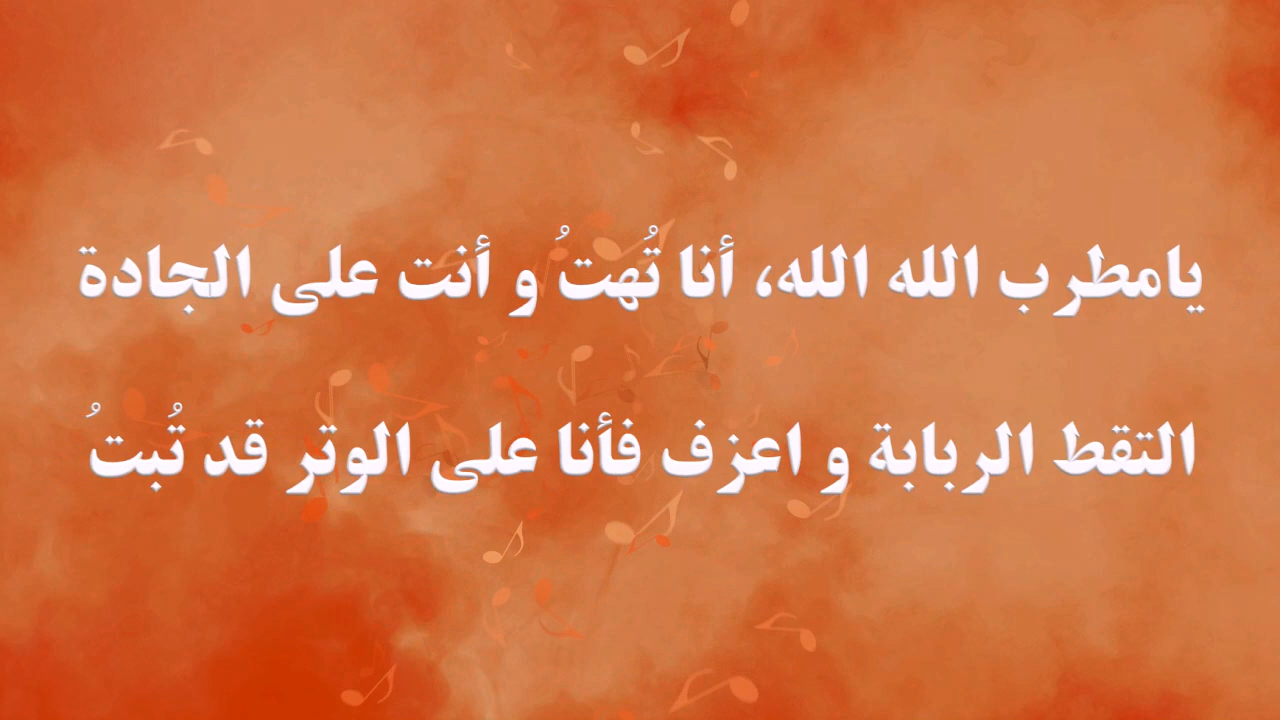 يامطرب الله الله، أنا تُهتُ و أنت على الجادة
التقط الربابة و اعزف فأنا على الوتر قد تُبتُ